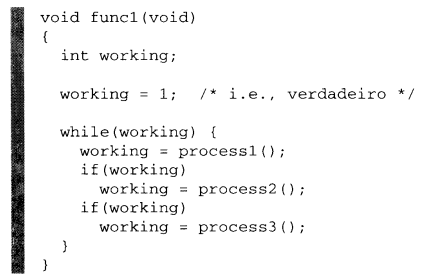 void func1(void)
{
  int working;

  working = 1;  /* i.e., verdadeiro */

  while(working) {
    working = process1();
    if(working)
      working = process2();
    if(working)
      working = process3();
  }
}